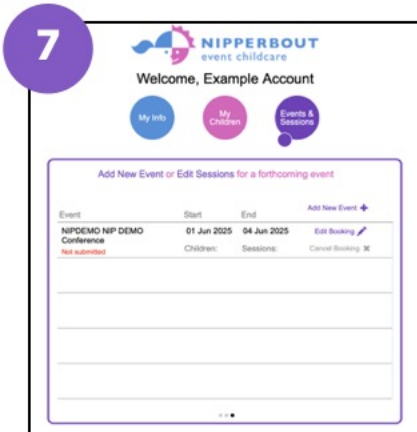 7
NIPPERBOUT
event childcare
Welcome, Example Account
My Info
My
Children
Events &
Sessions
Add New Event or Edit Sessions for a forthcoming event
Add New Event
Event Start End
NIPDEMO NIP DEMO
Conference
01 Jun 2025 04 Jun 2025 Edit Booking
Not submitted
Children: Sessions: Cancel Booking